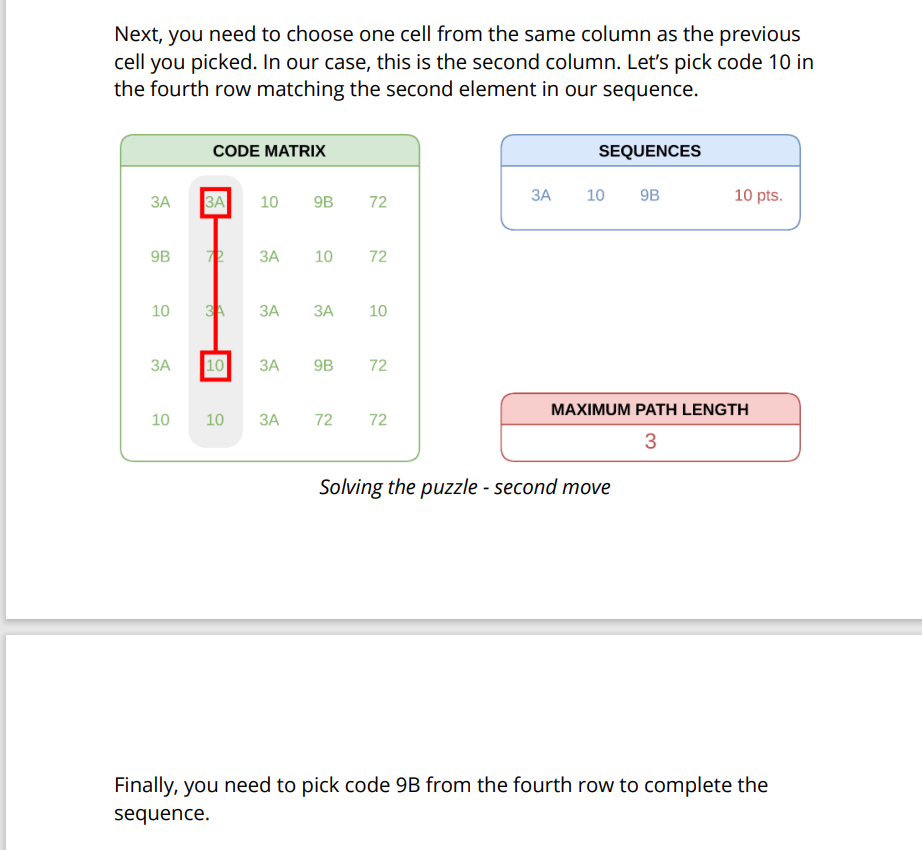 Next, you need to choose one cell from the same column as the previous
cell you picked. In our case, this is the second column. Let’s pick code 10 in
the fourth row matching the second element in our sequence.
CODE MATRIX
3A 3A 10 9B 72
9B 72 3A 10 72
10 3A 3A 3A 10
3A 10 3A 9B 72
10 10 3A 72 72
SEQUENCES
3A 10 9B 10 pts.
MAXIMUM PATH LENGTH
3
Solving the puzzle - second move
Finally, you need to pick code 9B from the fourth row to complete the
sequence.